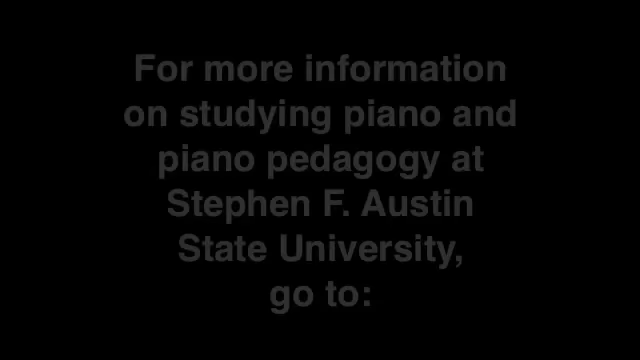 For more information
on studying piano and
piano pedagogy at
Stephen F. Austin
State University,
go to: